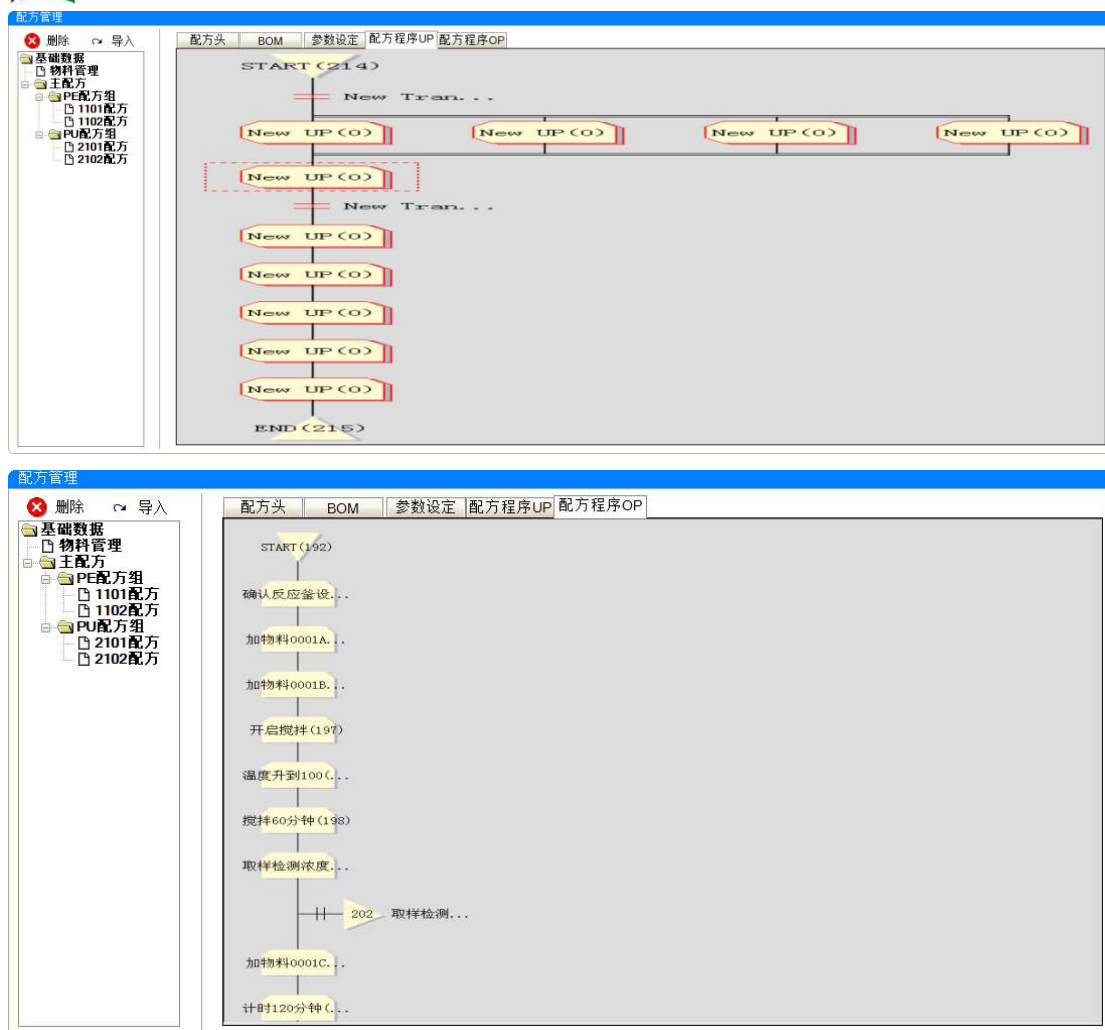 配方管理
删除 导入
基础数据
物料管理
主配方
PE配方组
1101配方
1102配方
PU配方组
2101配方
2102配方
配方头 BOM 参数设定 配方程序UP 配方程序OP
START(214)
New Tran...
New UP(0) New UP(0) New UP(0) New UP(0)
New UP(0)
New Tran...
New UP(0)
New UP(0)
New UP(0)
New UP(0)
New UP(0)
END(215)
配方管理
删除 导入
基础数据
物料管理
主配方
PE配方组
1101配方
1102配方
PU配方组
2101配方
2102配方
配方头 BOM 参数设定 配方程序UP 配方程序OP
START(192)
确认反应釜设...
加物料0001A...
加物料0001B...
开启搅拌(197)
温度升到100(...
搅拌60分钟(198)
取样检测浓度...
202 取样检测...
加物料0001C...
计时120分钟(...